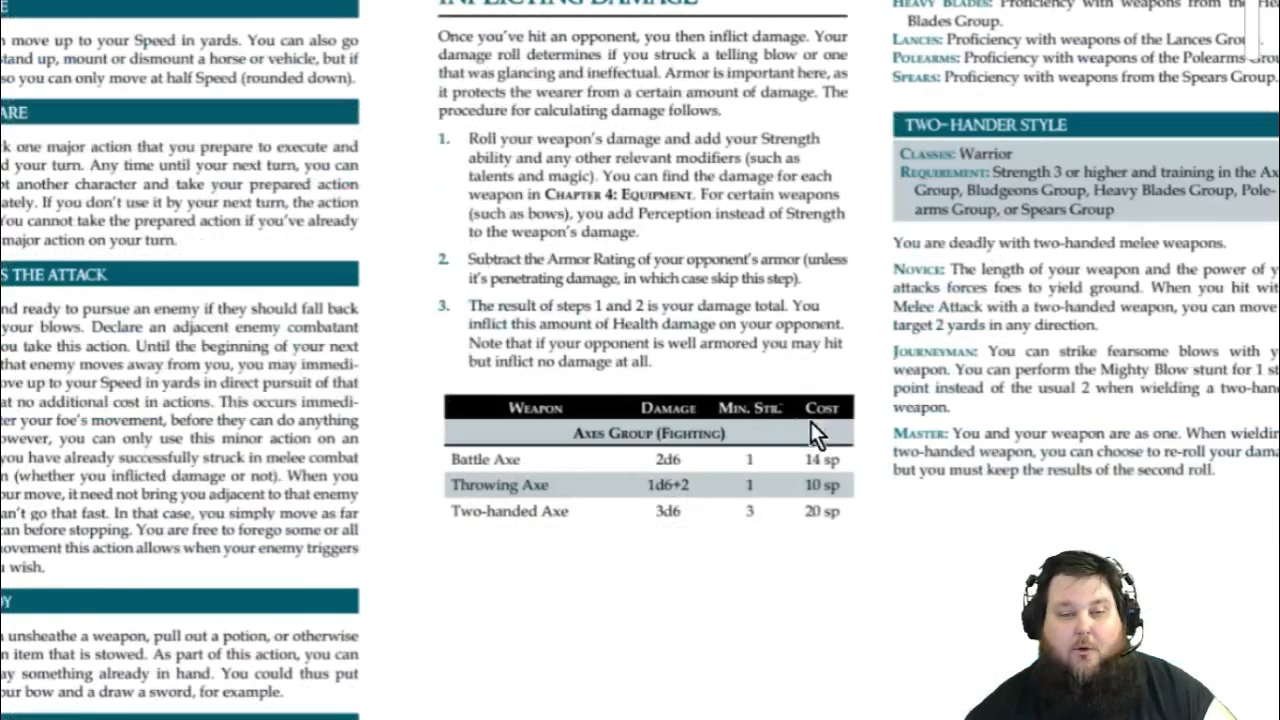 E
move up to your Speed in yards. You can also go
stand up, mount or dismount a horse or vehicle, but if
so you can only move at half Speed (rounded down).
ARE
k one major action that you prepare to execute and
d your turn. Any time until your next turn, you can
pt another character and take your prepared action
ately. If you don't use it by your next turn, the action
You cannot take the prepared action if you've already
major action on your turn.
S THE ATTACK
nd ready to pursue an enemy if they should fall back
your blows. Declare an adjacent enemy combatant
ou take this action. Until the beginning of your next
that enemy moves away from you, you may immedi-
ove up to your Speed in yards in direct pursuit of that
at no additional cost in actions. This occurs immedi-
ter your foe's movement, before they can do anything
owever, you can only use this minor action on an
you have already successfully struck in melee combat
n (whether you inflicted damage or not). When you
our move, it need not bring you adjacent to that enemy
an't go that fast. In that case, you simply move as far
can before stopping. You are free to forego some or all
ovement this action allows when your enemy triggers
u wish.
DY
unsheathe a weapon, pull out a potion, or otherwise
n item that is stowed. As part of this action, you can
ay something already in hand. You could thus put
our bow and a draw a sword, for example.
INFLICTING DAMAGE
Once you've hit an opponent, you then inflict damage. Your
damage roll determines if you struck a telling blow or one
that was glancing and ineffectual. Armor is important here, as
it protects the wearer from a certain amount of damage. The
procedure for calculating damage follows.
1. Roll your weapon's damage and add your Strength
ability and any other relevant modifiers (such as
talents and magic). You can find the damage for each
weapon in CHAPTER 4: EQUIPMENT. For certain weapons
(such as bows), you add Perception instead of Strength
to the weapon's damage.
2. Subtract the Armor Rating of your opponent's armor (unless
it's penetrating damage, in which case skip this step).
3. The result of steps 1 and 2 is your damage total. You
inflict this amount of Health damage on your opponent.
Note that if your opponent is well armored you may hit
but inflict no damage at all.
WEAPON DAMAGE MIN. STR. COST
AXES GROUP (FIGHTING)
Battle Axe 2d6 1 14 sp
Throwing Axe 1d6+2 1 10 sp
Two-handed Axe 3d6 3 20 sp
HEAVY BLADES: Proficiency with weapons from the He
Blades Group.
LANCES: Proficiency with weapons of the Lances Grou
POLEARMS: Proficiency with weapons of the Polearms Grou
SPEARS: Proficiency with weapons from the Spears Group.
TWO-HANDER STYLE
CLASSES: Warrior
REQUIREMENT: Strength 3 or higher and training in the Ax
Group, Bludgeons Group, Heavy Blades Group, Pole-
arms Group, or Spears Group
You are deadly with two-handed melee weapons.
NOVICE: The length of your weapon and the power of y
attacks forces foes to yield ground. When you hit wit
Melee Attack with a two-handed weapon, you can move
target 2 yards in any direction.
JOURNEYMAN: You can strike fearsome blows with y
weapon. You can perform the Mighty Blow stunt for 1 st
point instead of the usual 2 when wielding a two-han
weapon.
MASTER: You and your weapon are as one. When wieldin
two-handed weapon, you can choose to re-roll your dama
but you must keep the results of the second roll.